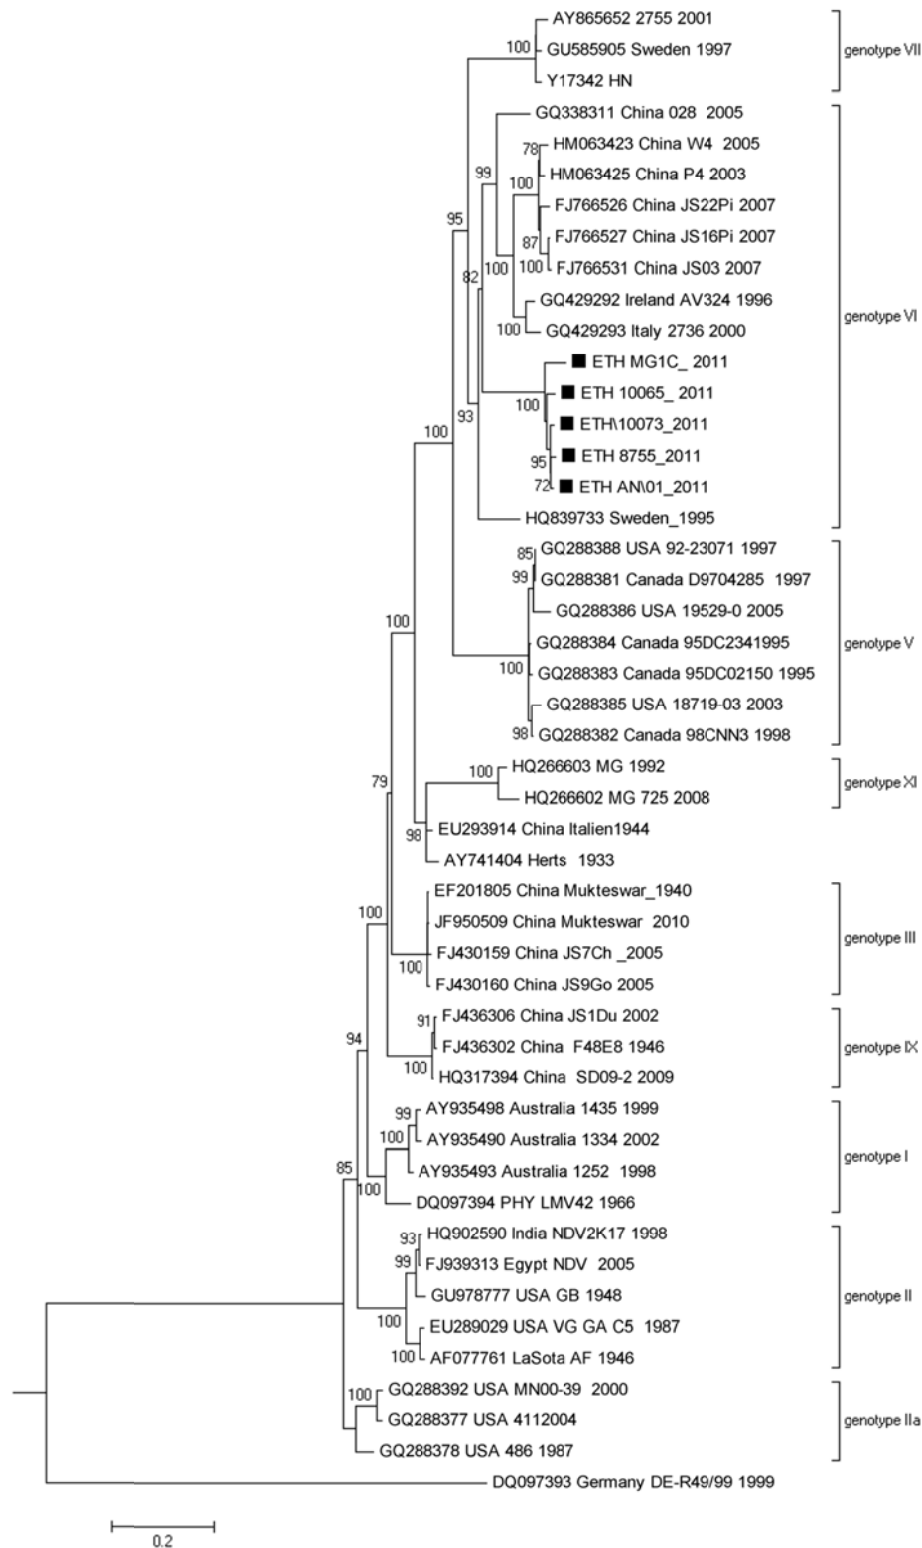 AY865652 2755 2001
100
GU585905 Sweden 1997
genotype VII
Y17342 HN
GQ338311 China 028 2005
HM063423 China W4 2005
78
HM063425 China P4 2003
99
100
FJ766526 China JS22Pi 2007
95
FJ766527 China JS16Pi 2007
87
100
100
FJ766531 China JS03 2007
82
GQ429292 Ireland AV324 1996
genotype VI
GQ429293 Italy 2736 2000
100
ETH MG1C_ 2011
ETH 10065_ 2011
100
93
ETH\10073_2011
100
ETH 8755_2011
95
ETH AN\01_2011
72
HQ839733 Sweden_1995
GQ288388 USA 92-23071 1997
85
99
GQ288381 Canada D9704285 1997
GQ288386 USA 19529-0 2005
100
GQ288384 Canada 95DC2341995
genotype V
100
GQ288383 Canada 95DC02150 1995
GQ288385 USA 18719-03 2003
98
GQ288382 Canada 98CNN3 1998
HQ266603 MG 1992
100
79
genotype XI
HQ266602 MG 725 2008
EU293914 China Italien1944
98
AY741404 Herts 1933
EF201805 China Mukteswar_1940
100
JF950509 China Mukteswar 2010
genotype III
FJ430159 China JS7Ch _2005
100
FJ430160 China JS9Go 2005
FJ436306 China JS1Du 2002
91
94
FJ436302 China F48E8 1946
genotype IX
100
HQ317394 China SD09-2 2009
AY935498 Australia 1435 1999
99
100
AY935490 Australia 1334 2002
genotype I
85
AY935493 Australia 1252 1998
100
DQ097394 PHY LMV42 1966
HQ902590 India NDV2K17 1998
93
99
FJ939313 Egypt NDV 2005
GU978777 USA GB 1948
genotype II
100
EU289029 USA VG GA C5 1987
100
AF077761 LaSota AF 1946
GQ288392 USA MN00-39 2000
100
GQ288377 USA 4112004
genotype IIa
GQ288378 USA 486 1987
DQ097393 Germany DE-R49/99 1999
0.2